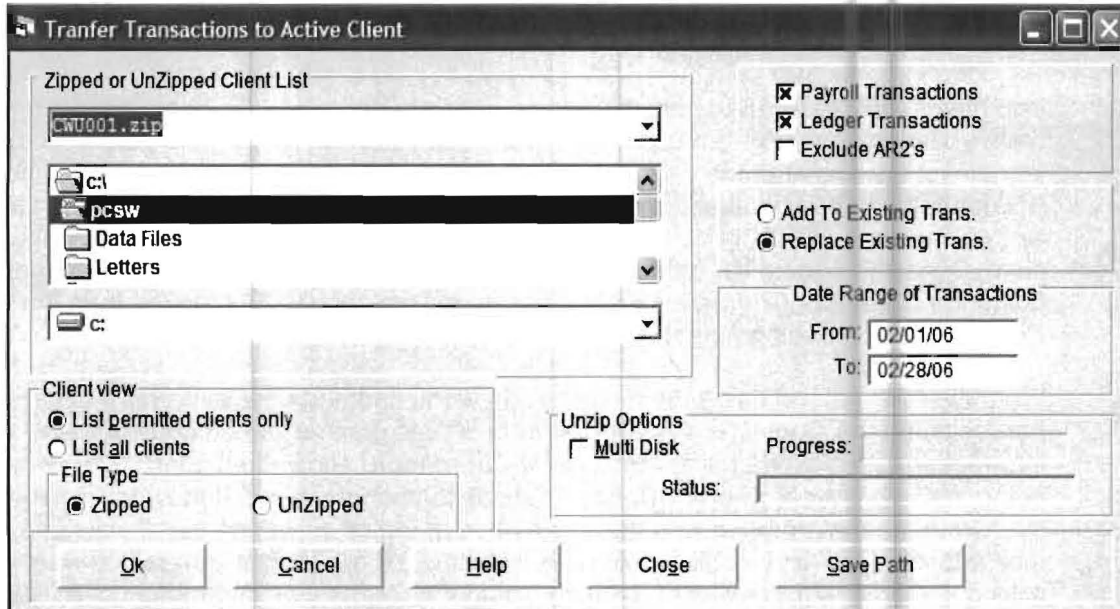 Tranfer Transactions to Active Client
Zipped or UnZipped Client List
CWU001.zip
c:\
pcsw
Data Files
Letters
c:
Payroll Transactions
Ledger Transactions
Exclude AR2's
Add To Existing Trans.
Replace Existing Trans.
Date Range of Transactions
From: 02/01/06
To: 02/28/06
Client view
List permitted clients only
List all clients
File Type
Zipped UnZipped
Unzip Options
Multi Disk
Progress:
Status:
Ok Cancel Help Close Save Path